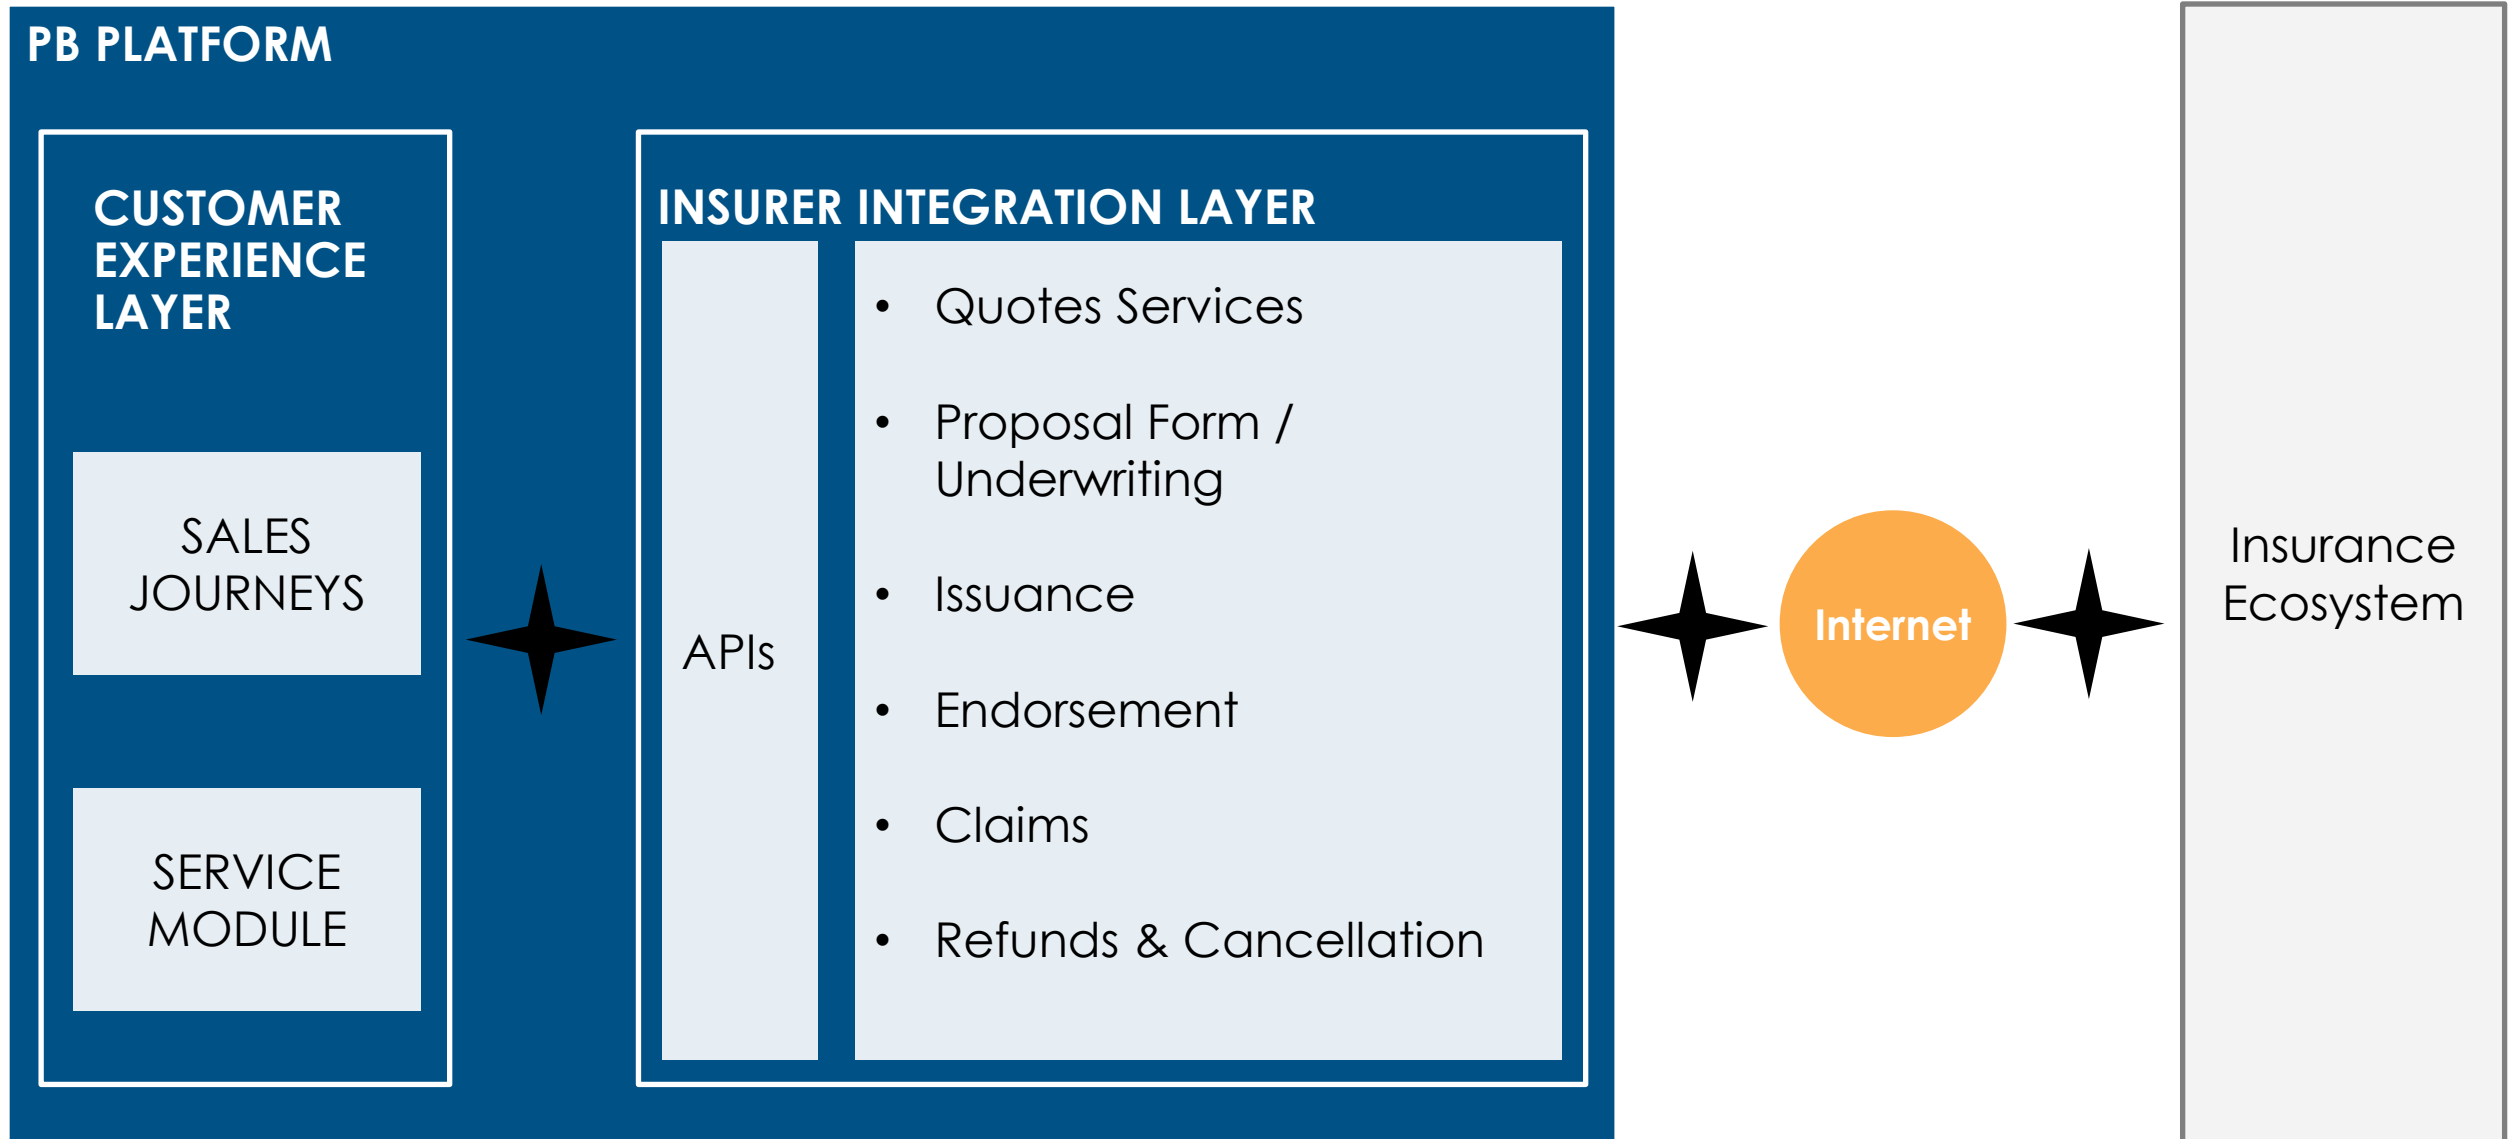 PB PLATFORM
CUSTOMER
EXPERIENCE
LAYER
SALES
JOURNEYS
SERVICE
MODULE
INSURER INTEGRATION LAYER
APIs
• Quotes Services
• Proposal Form /
Underwriting
• Issuance
• Endorsement
• Claims
• Refunds & Cancellation
Internet
Insurance
Ecosystem